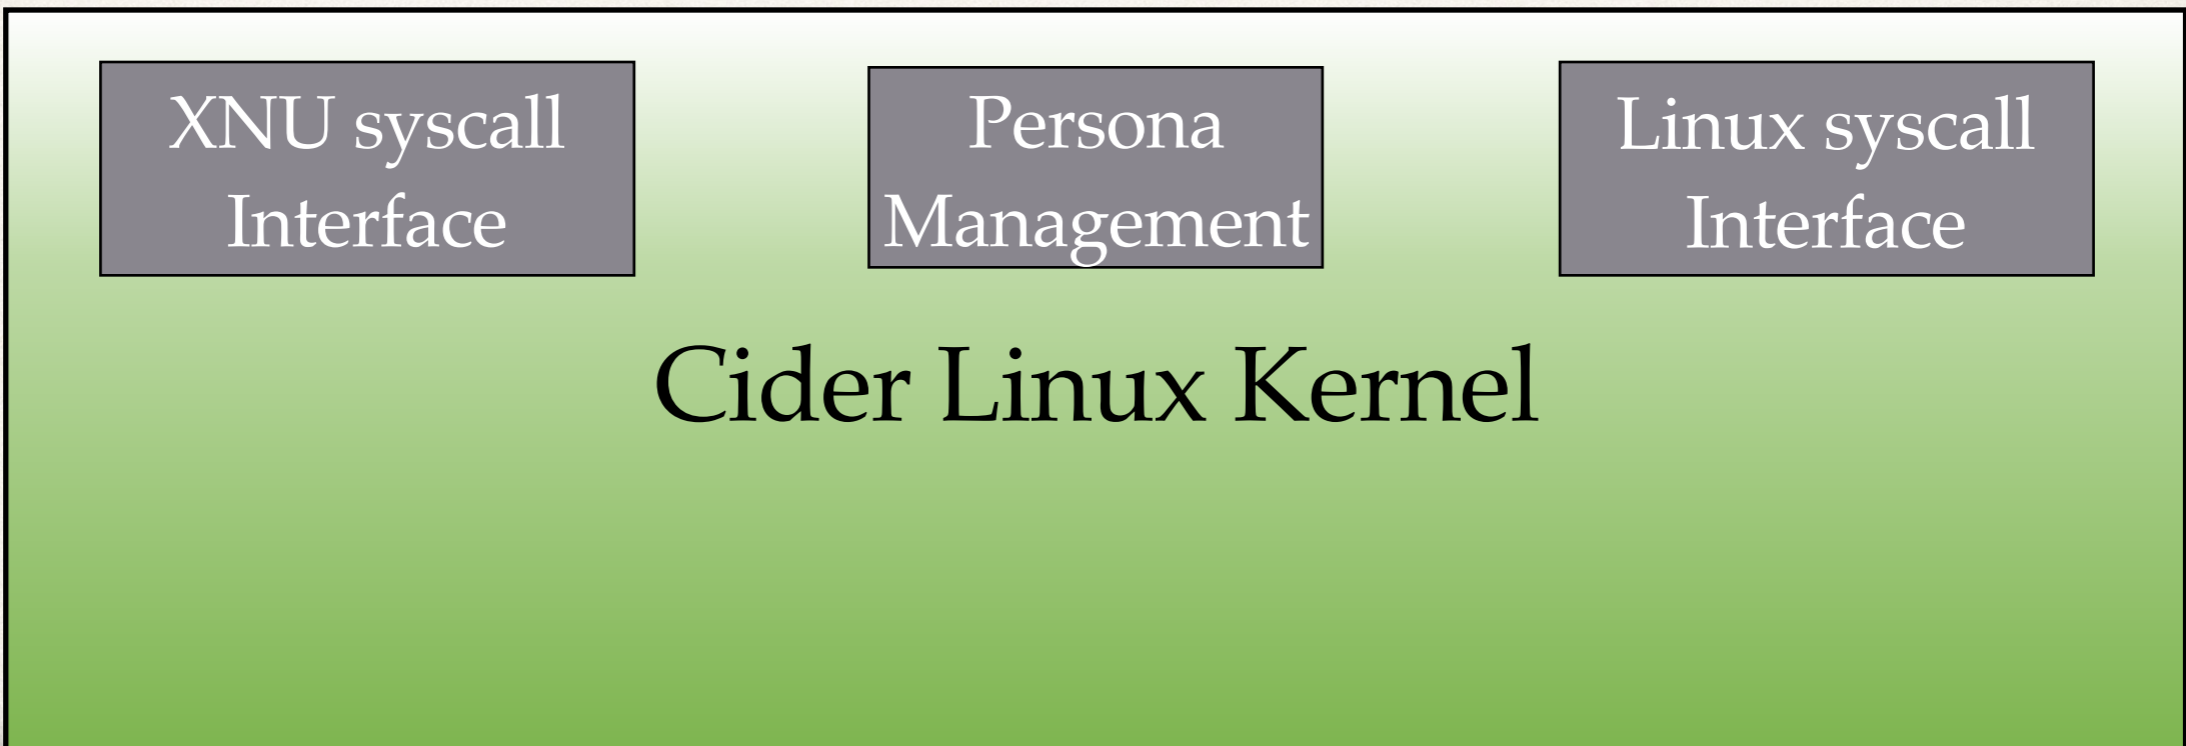 XNU syscall
Interface
Persona
Management
Linux syscall
Interface
Cider Linux Kernel